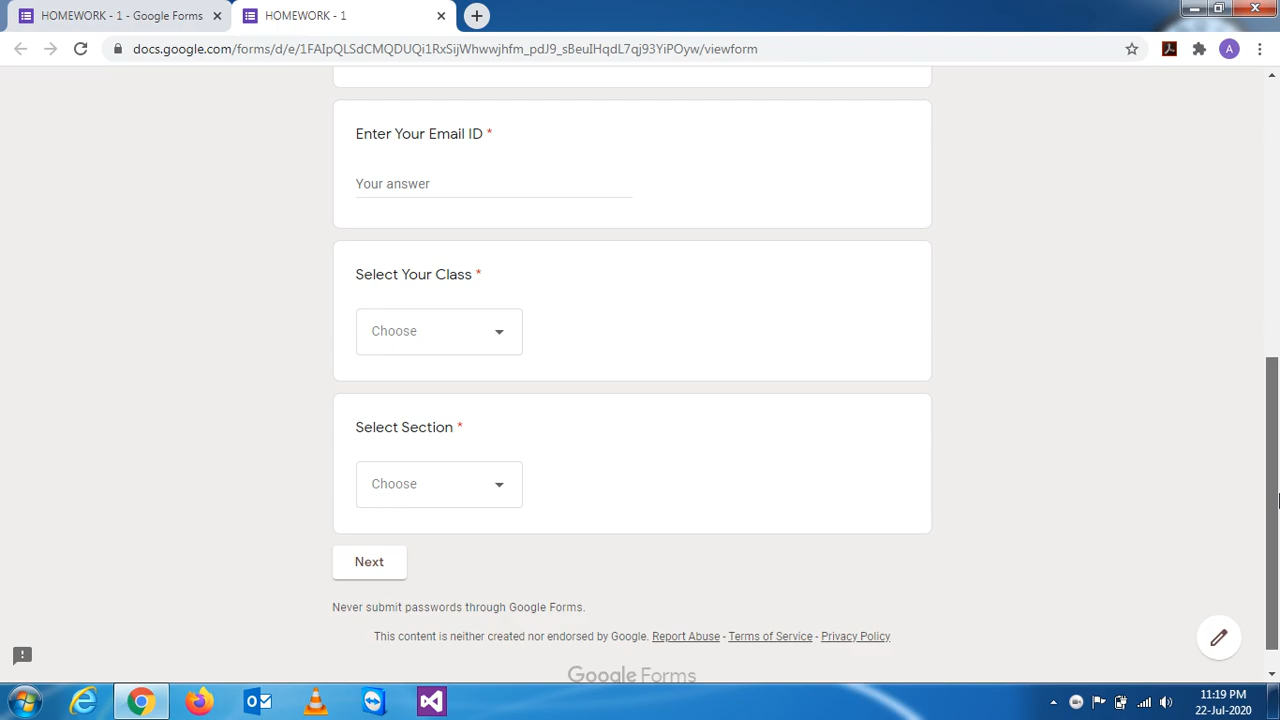 HOMEWORK - 1 - Google Forms
HOMEWORK - 1
docs.google.com/forms/d/e/1FAIpQLSdCMQDUQi1RxSijWhwwjhfm_pdJ9_sBeuIHqdL7qj93YiPOyw/viewform
A
Enter Your Email ID *
Your answer
Select Your Class *
Choose
Select Section *
Choose
Next
Never submit passwords through Google Forms.
This content is neither created nor endorsed by Google. Report Abuse - Terms of Service - Privacy Policy
Google Forms
11:19 PM
22-Jul-2020